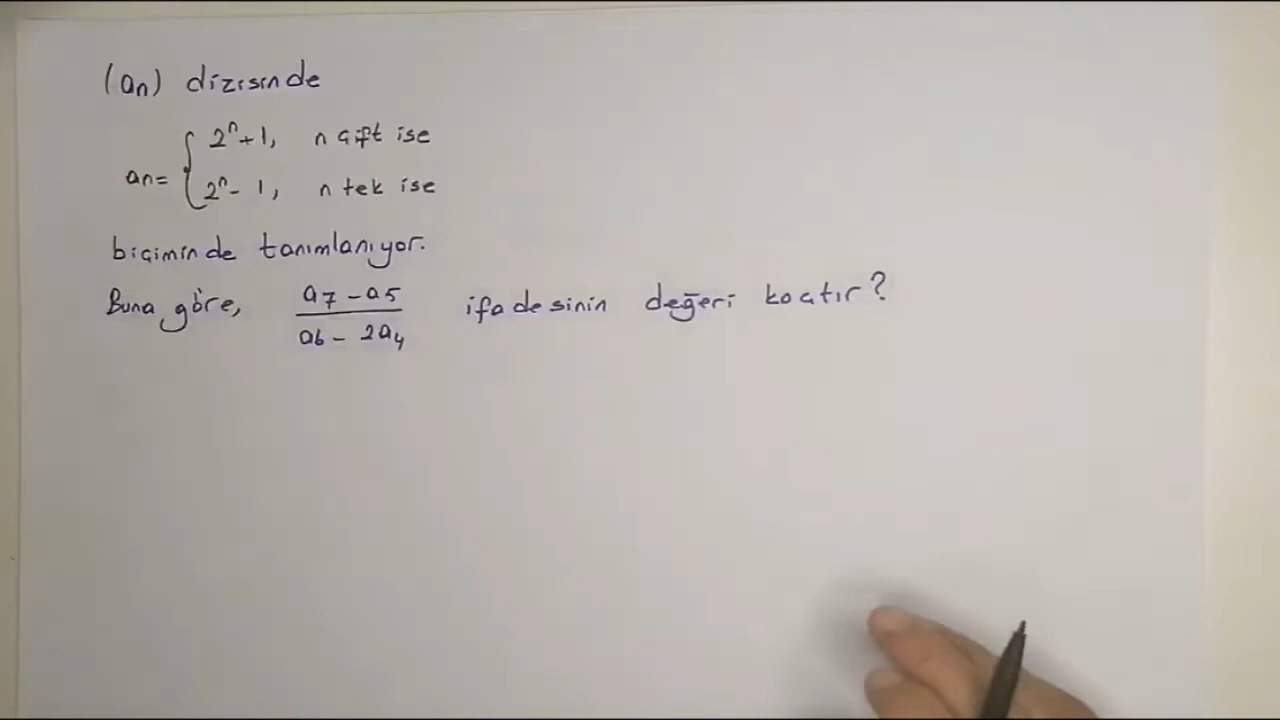 (an) dizisinde
an= { 2ⁿ+1, n çift ise
2ⁿ- 1, n tek ise
biçiminde tanımlanıyor.
Buna göre, a7 - a5 / a6 - 2a4 ifadesinin değeri kaçtır?